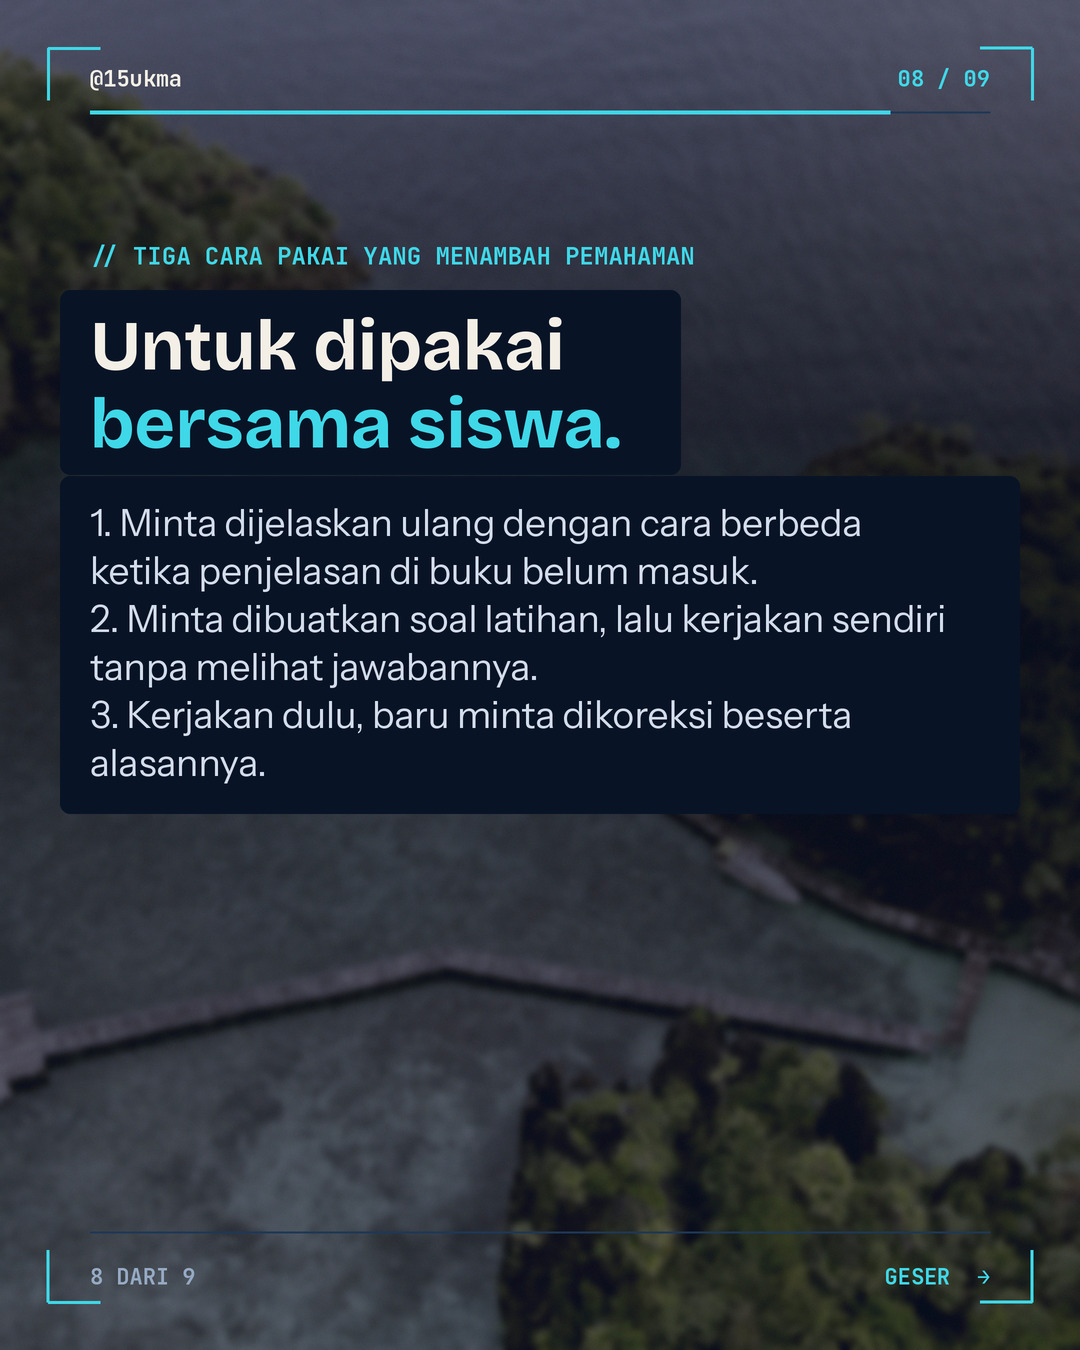 @15ukma
08 / 09
// TIGA CARA PAKAI YANG MENAMBAH PEMAHAMAN
Untuk dipakai
bersama siswa.
1. Minta dijelaskan ulang dengan cara berbeda
ketika penjelasan di buku belum masuk.
2. Minta dibuatkan soal latihan, lalu kerjakan sendiri
tanpa melihat jawabannya.
3. Kerjakan dulu, baru minta dikoreksi beserta
alasannya.
8 DARI 9
GESER →